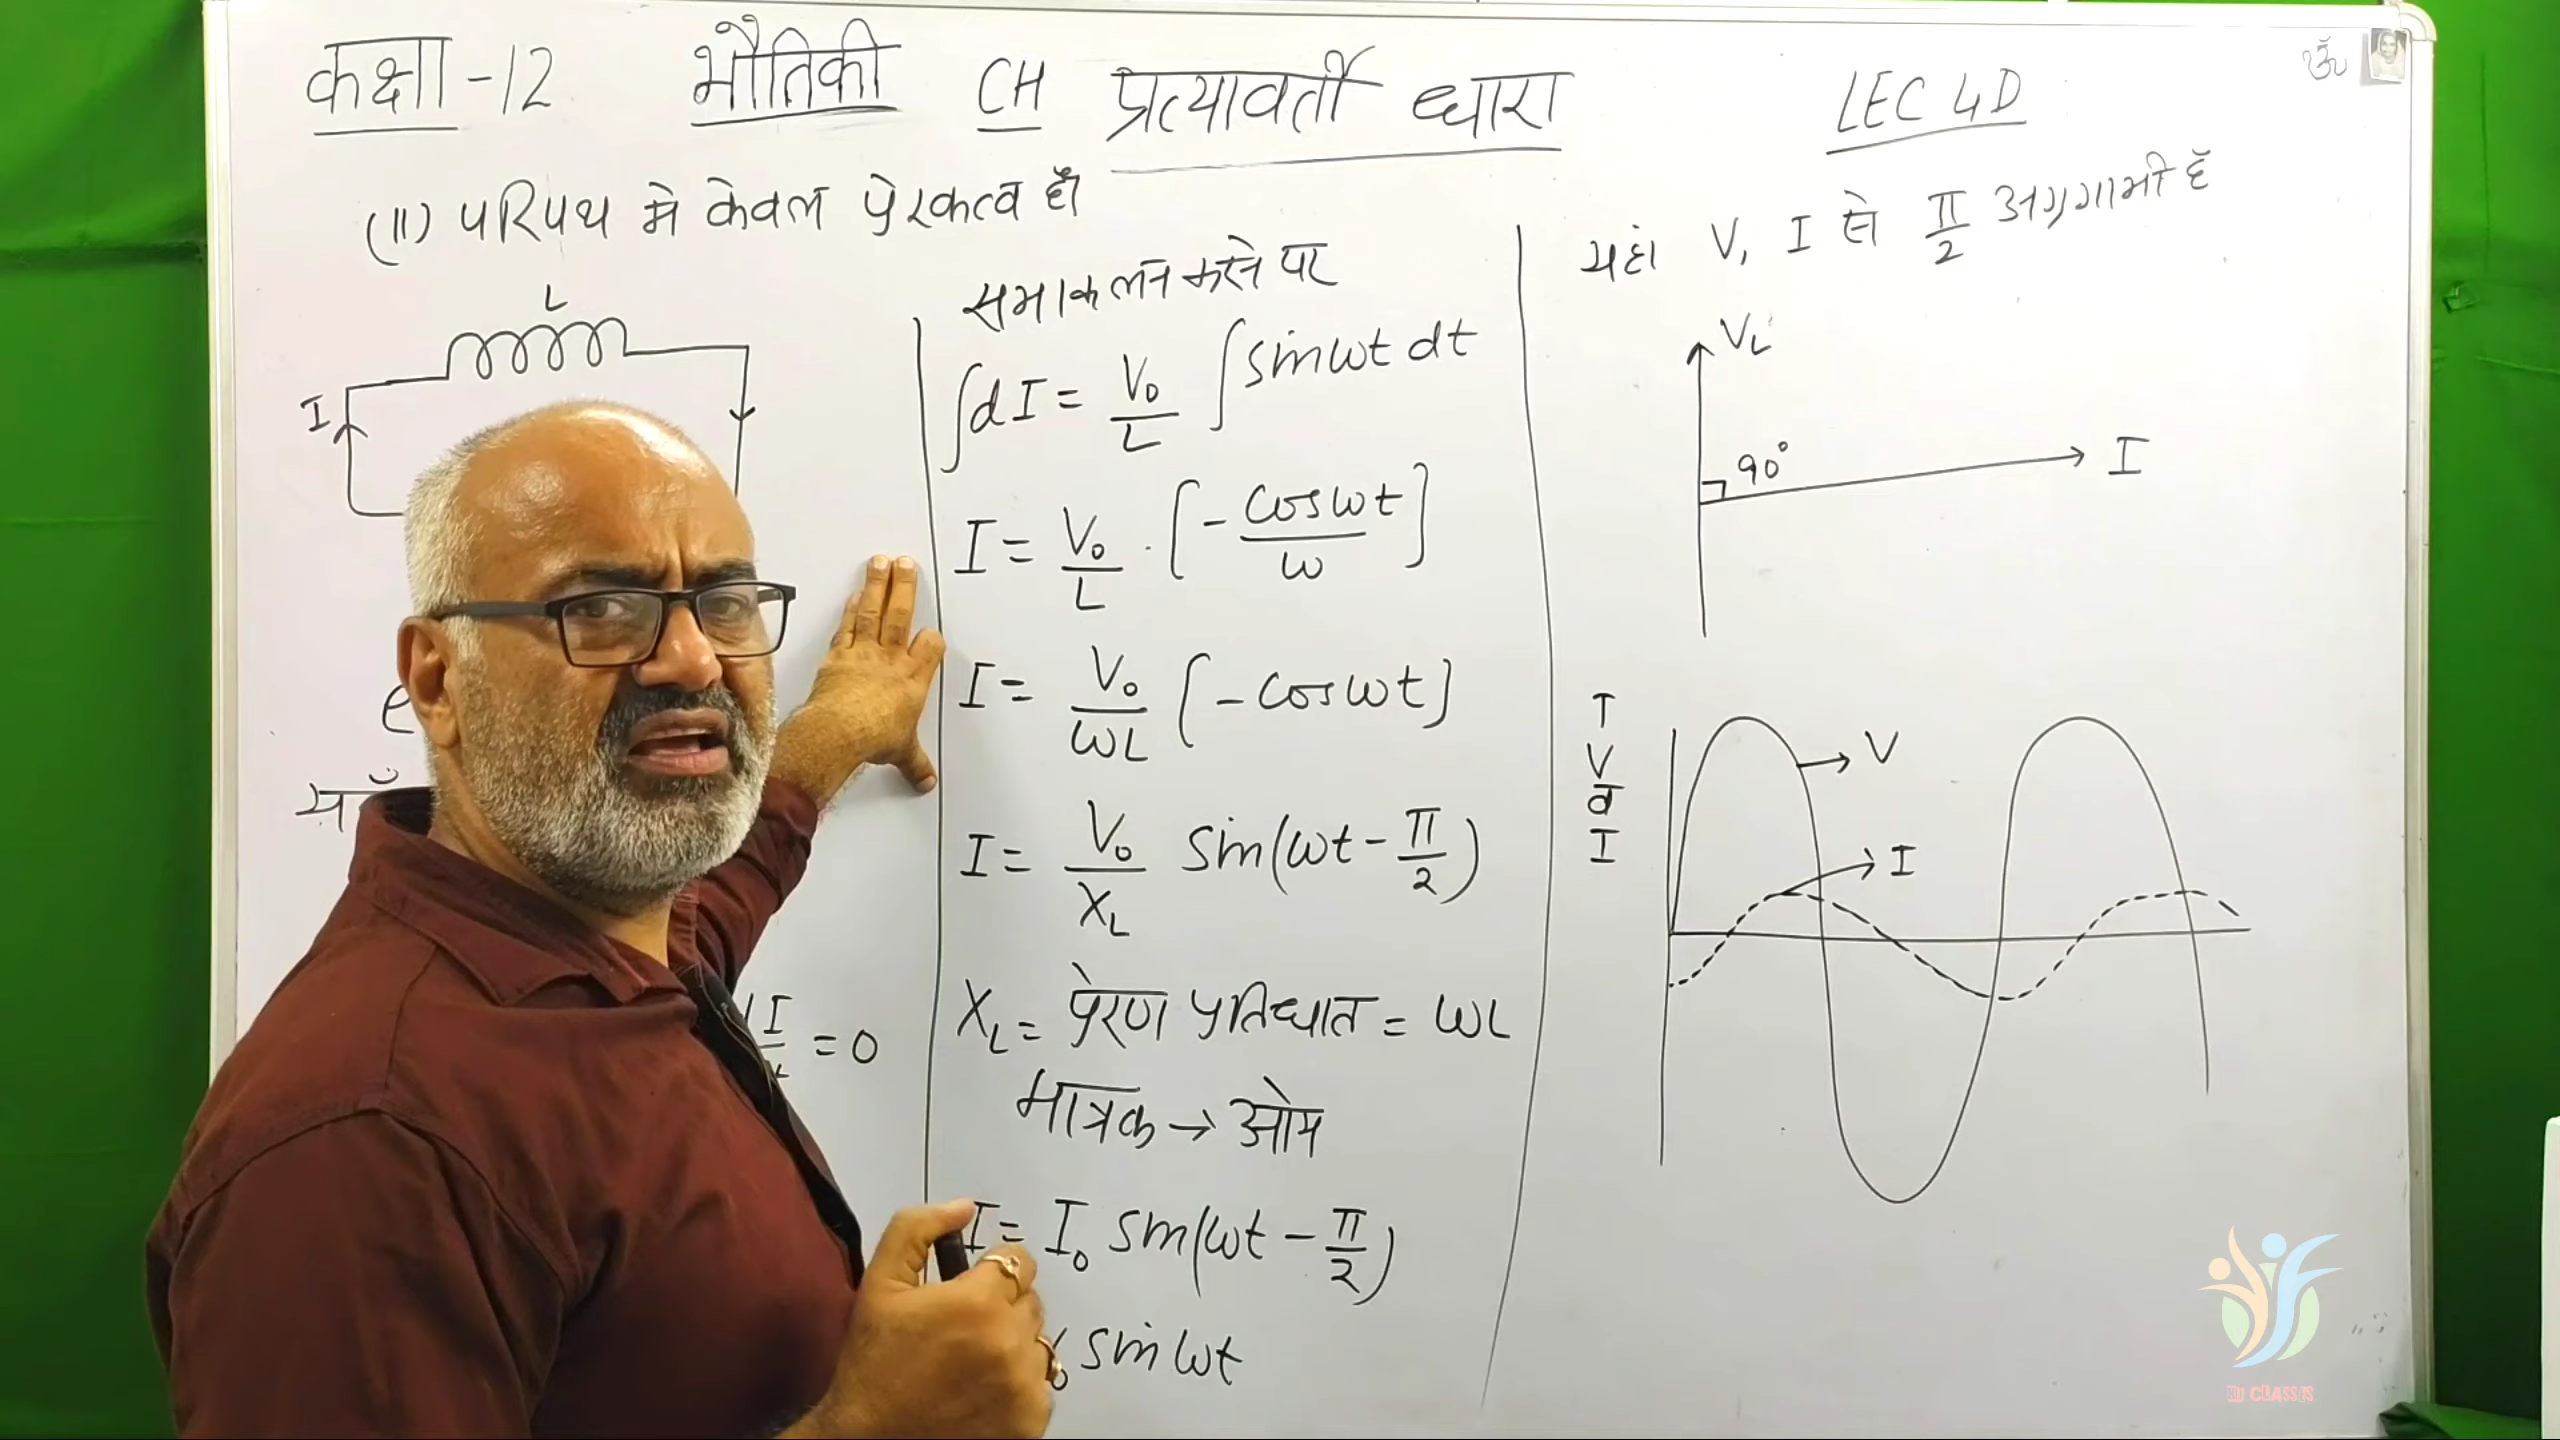 कक्षा -12 भौतिकी CH प्रत्यावर्ती धारा LEC 4D
ॐ
(II) परिपथ मे केवल प्रेरकत्व हो
L
I
e
=0
समाकलन करने पर
∫dI = V₀/L ∫sinωt dt
I = V₀/L . [-cosωt/ω]
I = V₀/ωL [-cosωt]
I = V₀/X_L sin(ωt - π/2)
X_L = प्रेरण प्रतिघात = ωL
मात्रक → ओम
I = I₀ sin(ωt - π/2)
sinωt
यहां V, I से π/2 अग्रगामी है
V_L
90°
I
V
I
↑
V
व
I
HD CLASSES